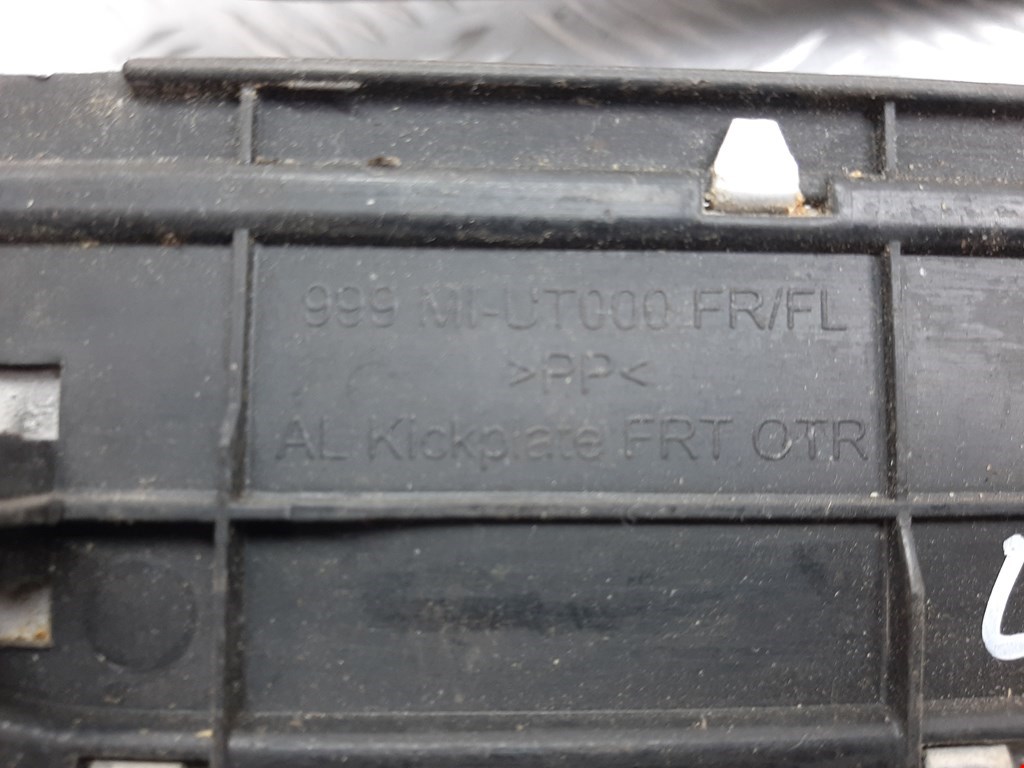 999 MI-UT000 FR/FL
>PP<
AL Kickplate FRT OTR